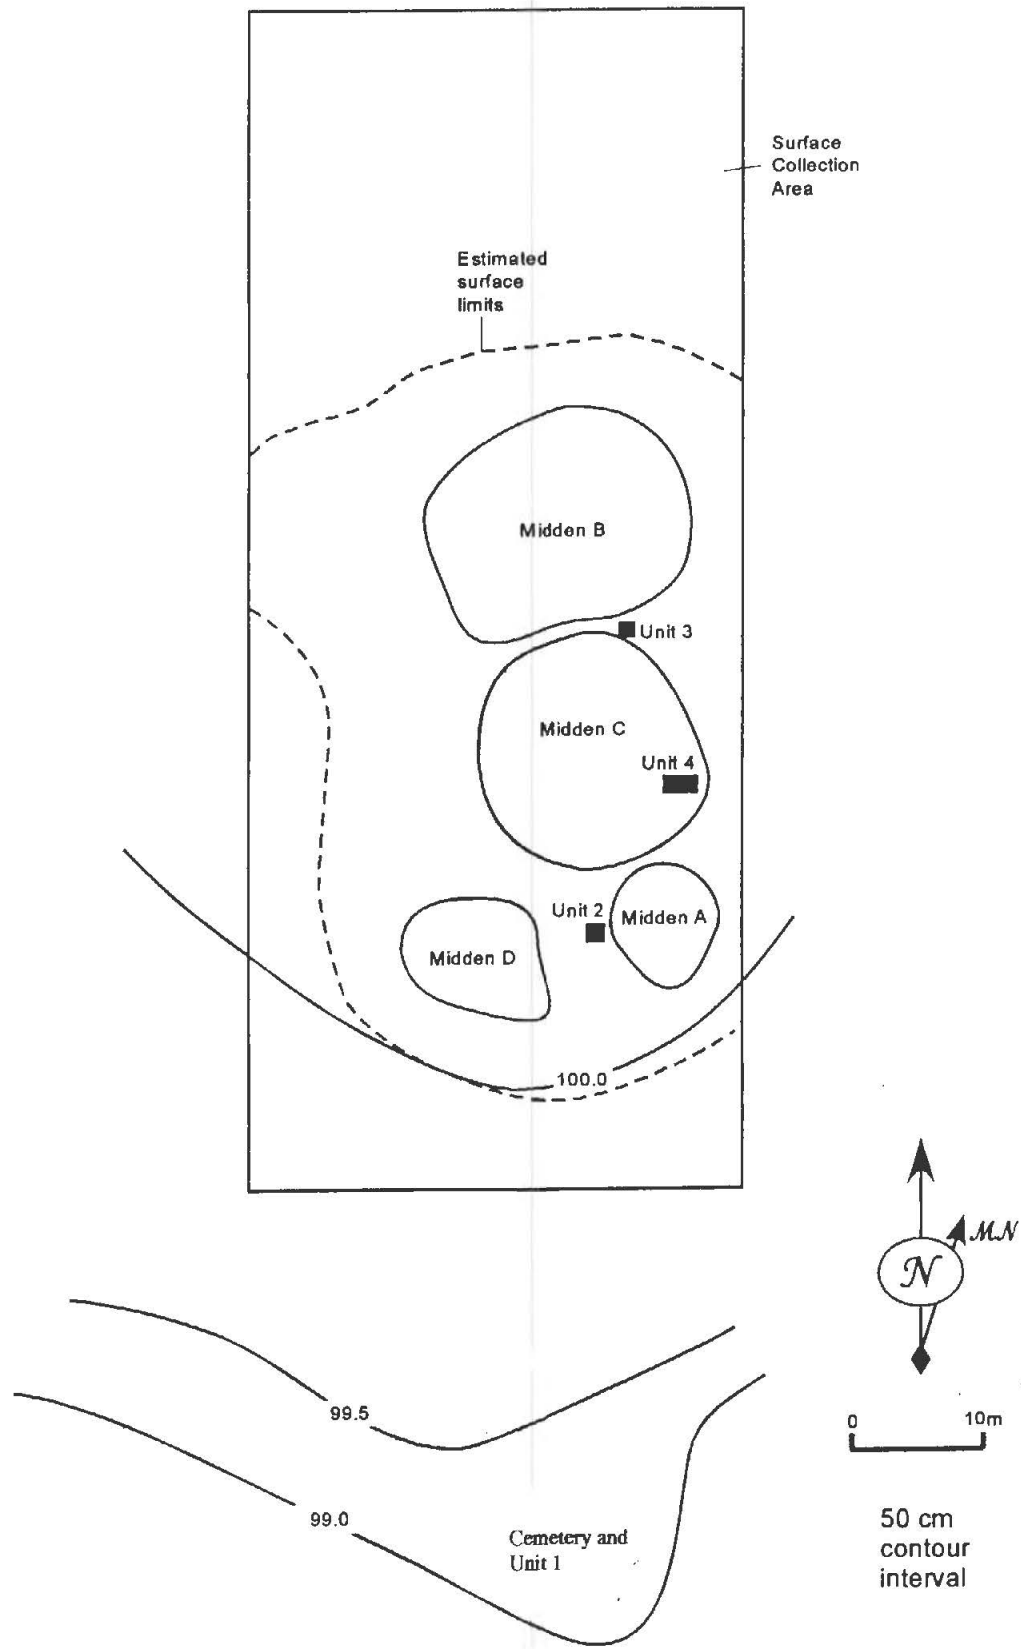 Surface
Collection
Area
Estimated
surface
limits
Midden B
Unit 3
Midden C
Unit 4
Unit 2
Midden A
Midden D
100.0
MN
N
99.5
0 10m
99.0
Cemetery and
Unit 1
50 cm
contour
interval